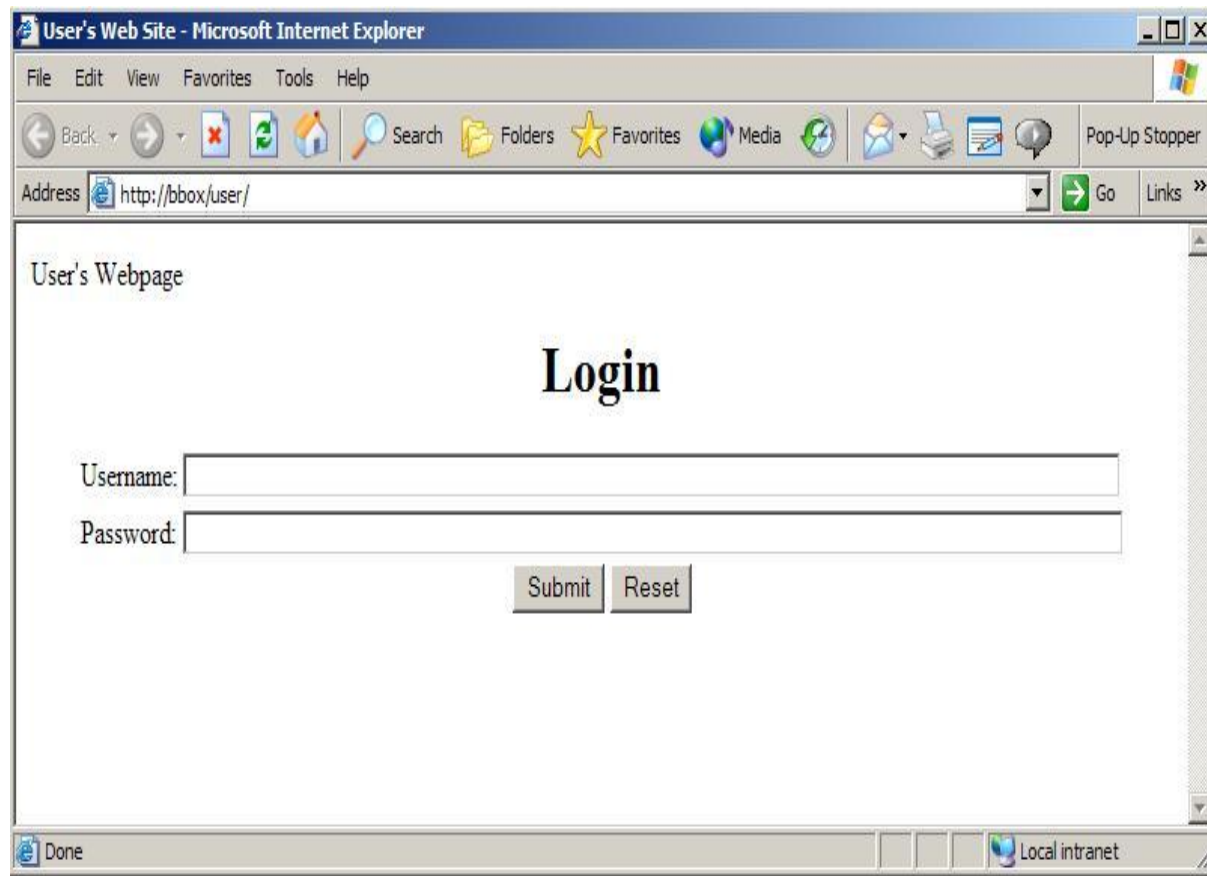 User's Web Site - Microsoft Internet Explorer
File Edit View Favorites Tools Help
Back Search Folders Favorites Media Pop-Up Stopper
Address http://bbox/user/ Go Links »
User's Webpage
Login
Username:
Password:
Submit Reset
Done Local intranet